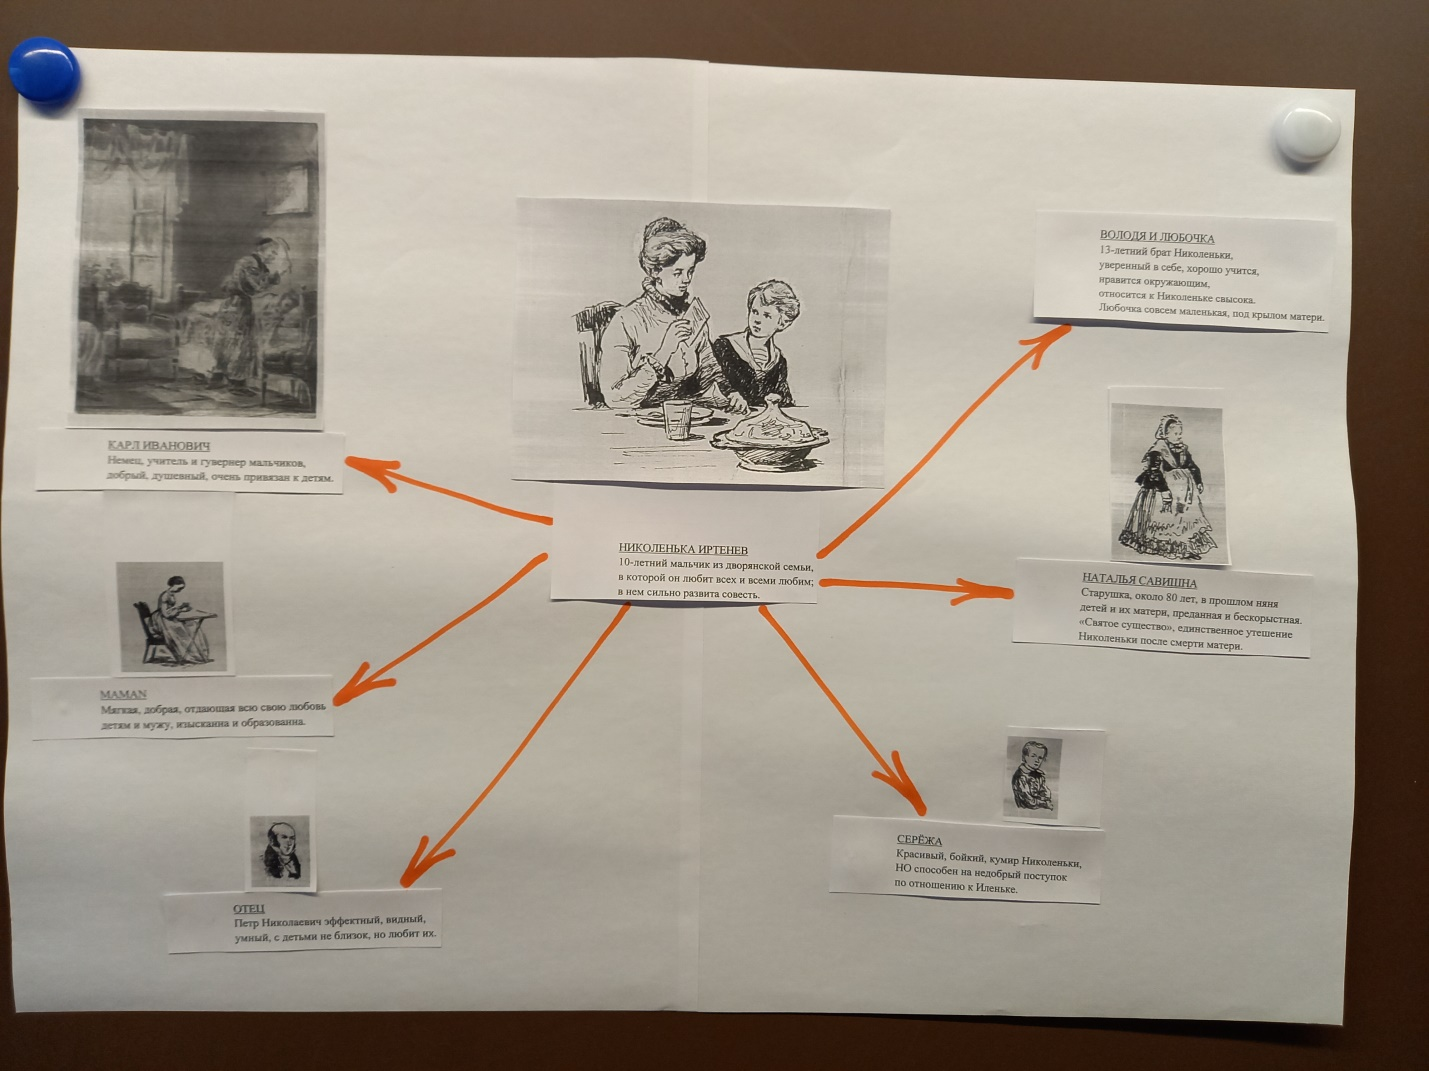 КАРЛ ИВАНОВИЧ
Немец, учитель и гувернер мальчиков,
добрый, душевный, очень привязан к детям.
MAMAN
Мягкая, добрая, отдающая всю свою любовь
детям и мужу, изысканна и образованна.
ОТЕЦ
Петр Николаевич эффектный, видный,
умный, с детьми не близок, но любит их.
НИКОЛЕНЬКА ИРТЕНЕВ
10-летний мальчик из дворянской семьи,
в которой он любит всех и всеми любим;
в нем сильно развита совесть.
ВОЛОДЯ И ЛЮБОЧКА
13-летний брат Николеньки,
уверенный в себе, хорошо учится,
нравится окружающим,
относится к Николеньке свысока.
Любочка совсем маленькая, под крылом матери.
НАТАЛЬЯ САВИШНА
Старушка, около 80 лет, в прошлом няня
детей и их матери, преданная и бескорыстная.
«Святое существо», единственное утешение
Николеньки после смерти матери.
СЕРЁЖА
Красивый, бойкий, кумир Николеньки,
НО способен на недобрый поступок
по отношению к Иленьке.